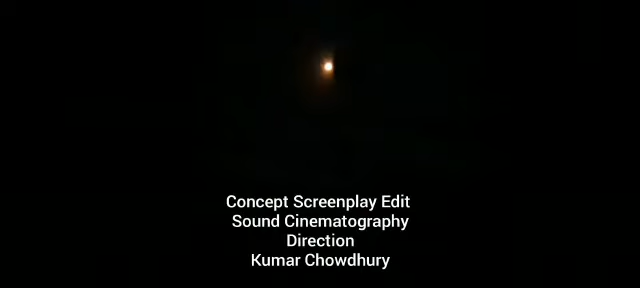 Concept Screenplay Edit
Sound Cinematography
Direction
Kumar Chowdhury